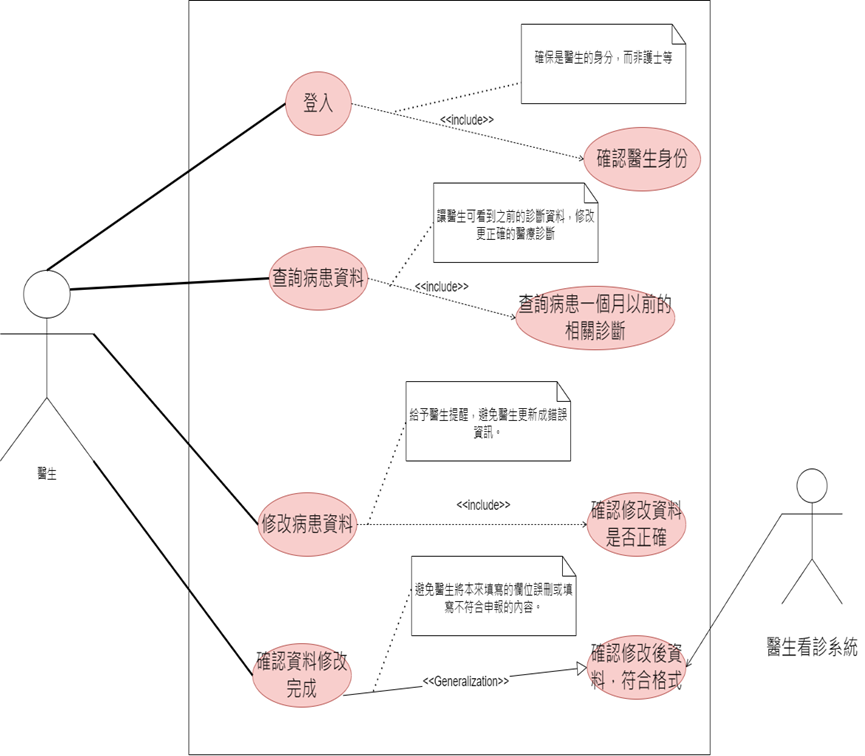 確保是醫生的身分，而非護士等
登入
<<include>>
確認醫生身份
讓醫生可看到之前的診斷資料，修改
更正確的醫療診斷
查詢病患資料
<<include>>
查詢病患一個月以前的
相關診斷
給予醫生提醒，避免醫生更新成錯誤
資訊。
醫生
修改病患資料
<<include>>
確認修改資料
是否正確
避免醫生將本來填寫的欄位誤刪或填
寫不符合申報的內容。
確認資料修改
完成
<<Generalization>>
確認修改後資
料，符合格式
醫生看診系統